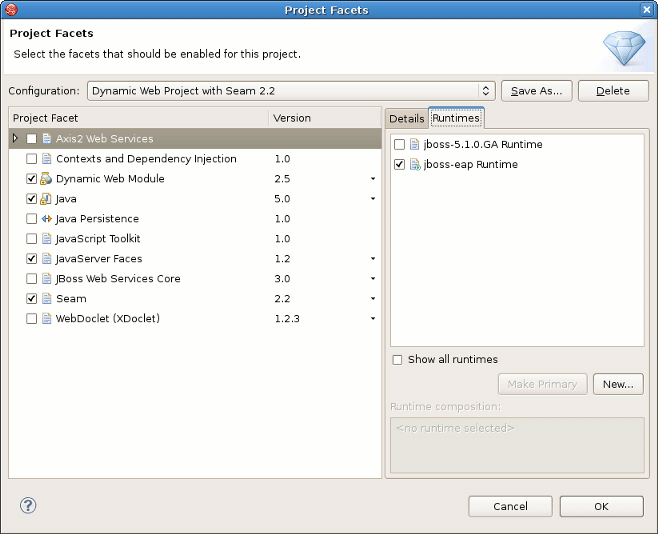 Project Facets
Project Facets
Select the facets that should be enabled for this project.
Configuration: Dynamic Web Project with Seam 2.2 Save As... Delete
Project Facet Version
Axis2 Web Services
Contexts and Dependency Injection 1.0
Dynamic Web Module 2.5
Java 5.0
Java Persistence 1.0
JavaScript Toolkit 1.0
JavaServer Faces 1.2
JBoss Web Services Core 3.0
Seam 2.2
WebDoclet (XDoclet) 1.2.3
Details Runtimes
jboss-5.1.0.GA Runtime
jboss-eap Runtime
Show all runtimes
Make Primary New...
Runtime composition:
<no runtime selected>
? Cancel OK